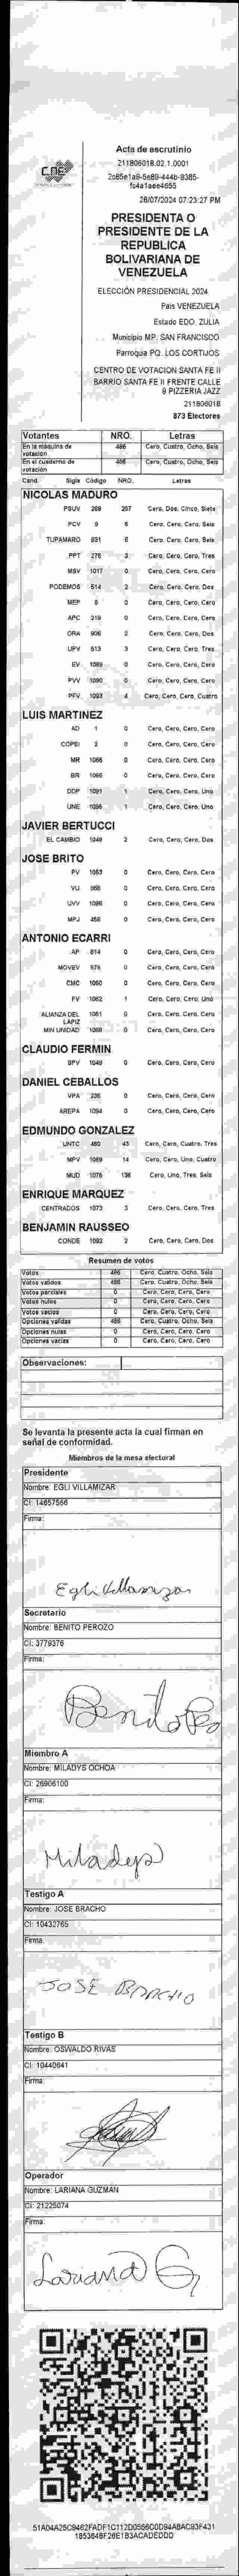 CNE
Acta de escrutinio
211806018.02.1.0001
28/07/2024 07:23:27 PM
PRESIDENTA O
PRESIDENTE DE LA
REPUBLICA
BOLIVARIANA DE
VENEZUELA
ELECCIÓN PRESIDENCIAL 2024
País VENEZUELA
Estado EDO. ZULIA
Municipio MP. SAN FRANCISCO
Parroquia PQ. LOS CORTIJOS
CENTRO DE VOTACION SANTA FE II
BARRIO SANTA FE II FRENTE CALLE
9 PIZZERIA JAZZ
211806018
873 Electores
Votantes NRO. Letras
En la máquina de votación 486 Cero, Cuatro, Ocho, Seis
En el cuaderno de votación 486 Cero, Cuatro, Ocho, Seis
Cand. Sigla Código NRO. Letras
NICOLAS MADURO
PSUV 269 257 Cero, Dos, Cinco, Siete
PCV 9 6 Cero, Cero, Cero, Seis
TUPAMARO 831 6 Cero, Cero, Cero, Seis
PPT 275 3 Cero, Cero, Cero, Tres
MSV 1017 0 Cero, Cero, Cero, Cero
PODEMOS 514 2 Cero, Cero, Cero, Dos
MEP 5 0 Cero, Cero, Cero, Cero
APC 219 0 Cero, Cero, Cero, Cero
ORA 906 2 Cero, Cero, Cero, Dos
UPV 513 3 Cero, Cero, Cero, Tres
EV 1089 0 Cero, Cero, Cero, Cero
PVV 1090 0 Cero, Cero, Cero, Cero
PFV 1093 4 Cero, Cero, Cero, Cuatro
LUIS MARTINEZ
AD 1 0 Cero, Cero, Cero, Cero
COPEI 2 0 Cero, Cero, Cero, Cero
MR 1065 0 Cero, Cero, Cero, Cero
BR 1066 0 Cero, Cero, Cero, Cero
DDP 1091 1 Cero, Cero, Cero, Uno
UNE 1095 1 Cero, Cero, Cero, Uno
JAVIER BERTUCCI
EL CAMBIO 1049 2 Cero, Cero, Cero, Dos
JOSE BRITO
PV 1053 0 Cero, Cero, Cero, Cero
VU 968 0 Cero, Cero, Cero, Cero
UVV 1096 0 Cero, Cero, Cero, Cero
MPJ 458 0 Cero, Cero, Cero, Cero
ANTONIO ECARRI
AP 814 0 Cero, Cero, Cero, Cero
MOVEV 978 0 Cero, Cero, Cero, Cero
CMC 1050 0 Cero, Cero, Cero, Cero
FV 1062 1 Cero, Cero, Cero, Uno
ALIANZA DEL LAPIZ 1051 0 Cero, Cero, Cero, Cero
MIN UNIDAD 1068 0 Cero, Cero, Cero, Cero
CLAUDIO FERMIN
SPV 1048 0 Cero, Cero, Cero, Cero
DANIEL CEBALLOS
VPA 236 0 Cero, Cero, Cero, Cero
AREPA 1094 0 Cero, Cero, Cero, Cero
EDMUNDO GONZALEZ
UNTC 480 43 Cero, Cero, Cuatro, Tres
MPV 1069 14 Cero, Cero, Uno, Cuatro
MUD 1075 136 Cero, Uno, Tres, Seis
ENRIQUE MARQUEZ
CENTRADOS 1073 3 Cero, Cero, Cero, Tres
BENJAMIN RAUSSEO
CONDE 1092 2 Cero, Cero, Cero, Dos
Resumen de votos
Votos 486 Cero, Cuatro, Ocho, Seis
Votos validos 486 Cero, Cuatro, Ocho, Seis
Votos parciales 0 Cero, Cero, Cero, Cero
Votos nulos 0 Cero, Cero, Cero, Cero
Votos vacios 0 Cero, Cero, Cero, Cero
Opciones validas 486 Cero, Cuatro, Ocho, Seis
Opciones nulas 0 Cero, Cero, Cero, Cero
Opciones vacias 0 Cero, Cero, Cero, Cero
Observaciones:
Se levanta la presente acta la cual firman en
señal de conformidad.
Miembros de la mesa electoral
Presidente
Nombre: EGLI VILLAMIZAR
CI: 14657566
Firma:
Egli Villamizar
Secretario
Nombre: BENITO PEROZO
CI: 3779376
Firma:
Miembro A
Nombre: MILADYS OCHOA
CI: 26906100
Firma:
Miladys
Testigo A
Nombre: JOSE BRACHO
CI: 10432765
Firma:
JOSE BRACHO
Testigo B
Nombre: OSWALDO RIVAS
CI: 10440641
Firma:
Operador
Nombre: LARIANA GUZMAN
CI: 21225074
Firma:
Lariana G